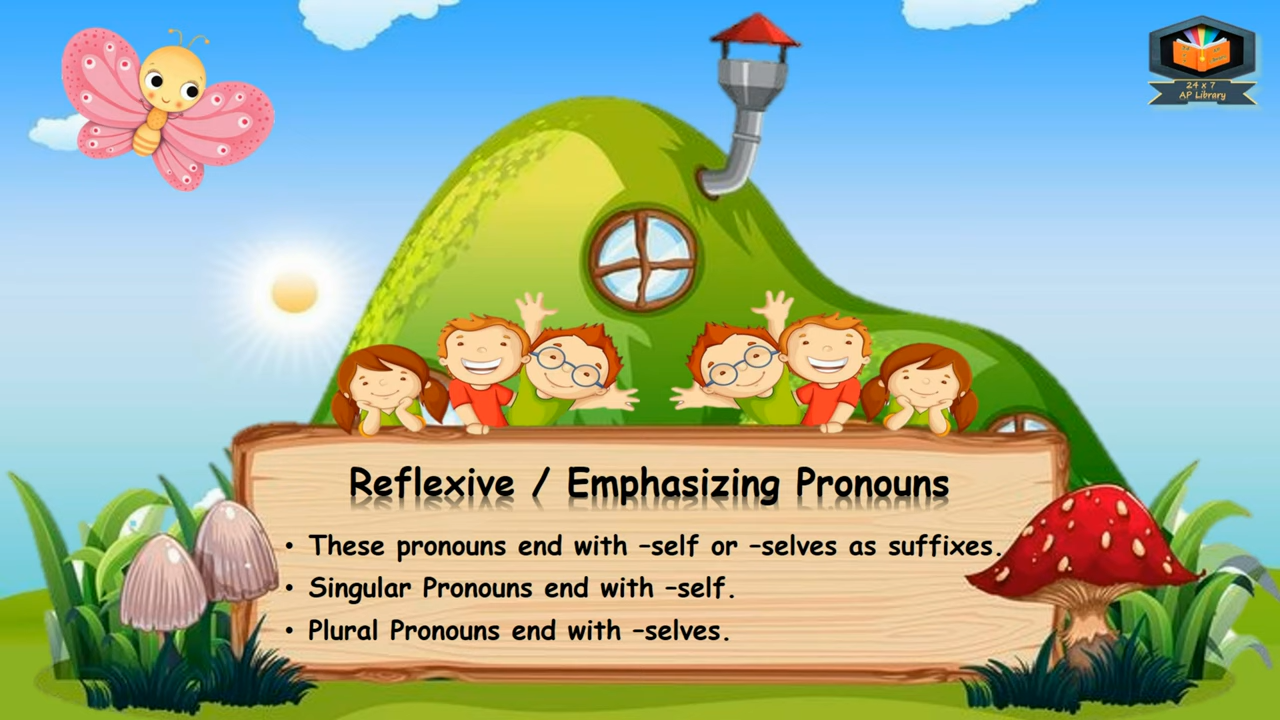 24 x 7
AP Library
Reflexive / Emphasizing Pronouns
• These pronouns end with –self or –selves as suffixes.
• Singular Pronouns end with –self.
• Plural Pronouns end with –selves.